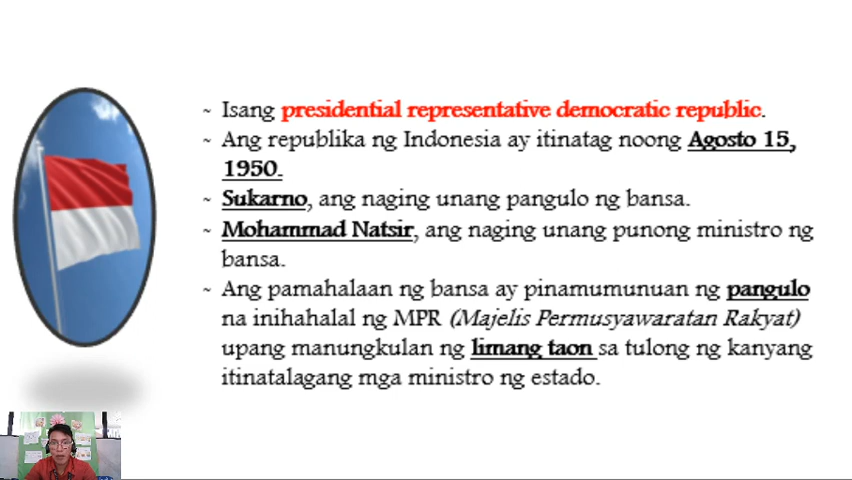 ~ Isang presidential representative democratic republic.
~ Ang republika ng Indonesia ay itinatag noong Agosto 15,
1950.
~ Sukarno, ang naging unang pangulo ng bansa.
~ Mohammad Natsir, ang naging unang punong ministro ng
bansa.
~ Ang pamahalaan ng bansa ay pinamumunuan ng pangulo
na inihahalal ng MPR (Majelis Permusyawaratan Rakyat)
upang manungkulan ng limang taon sa tulong ng kanyang
itinatalagang mga ministro ng estado.